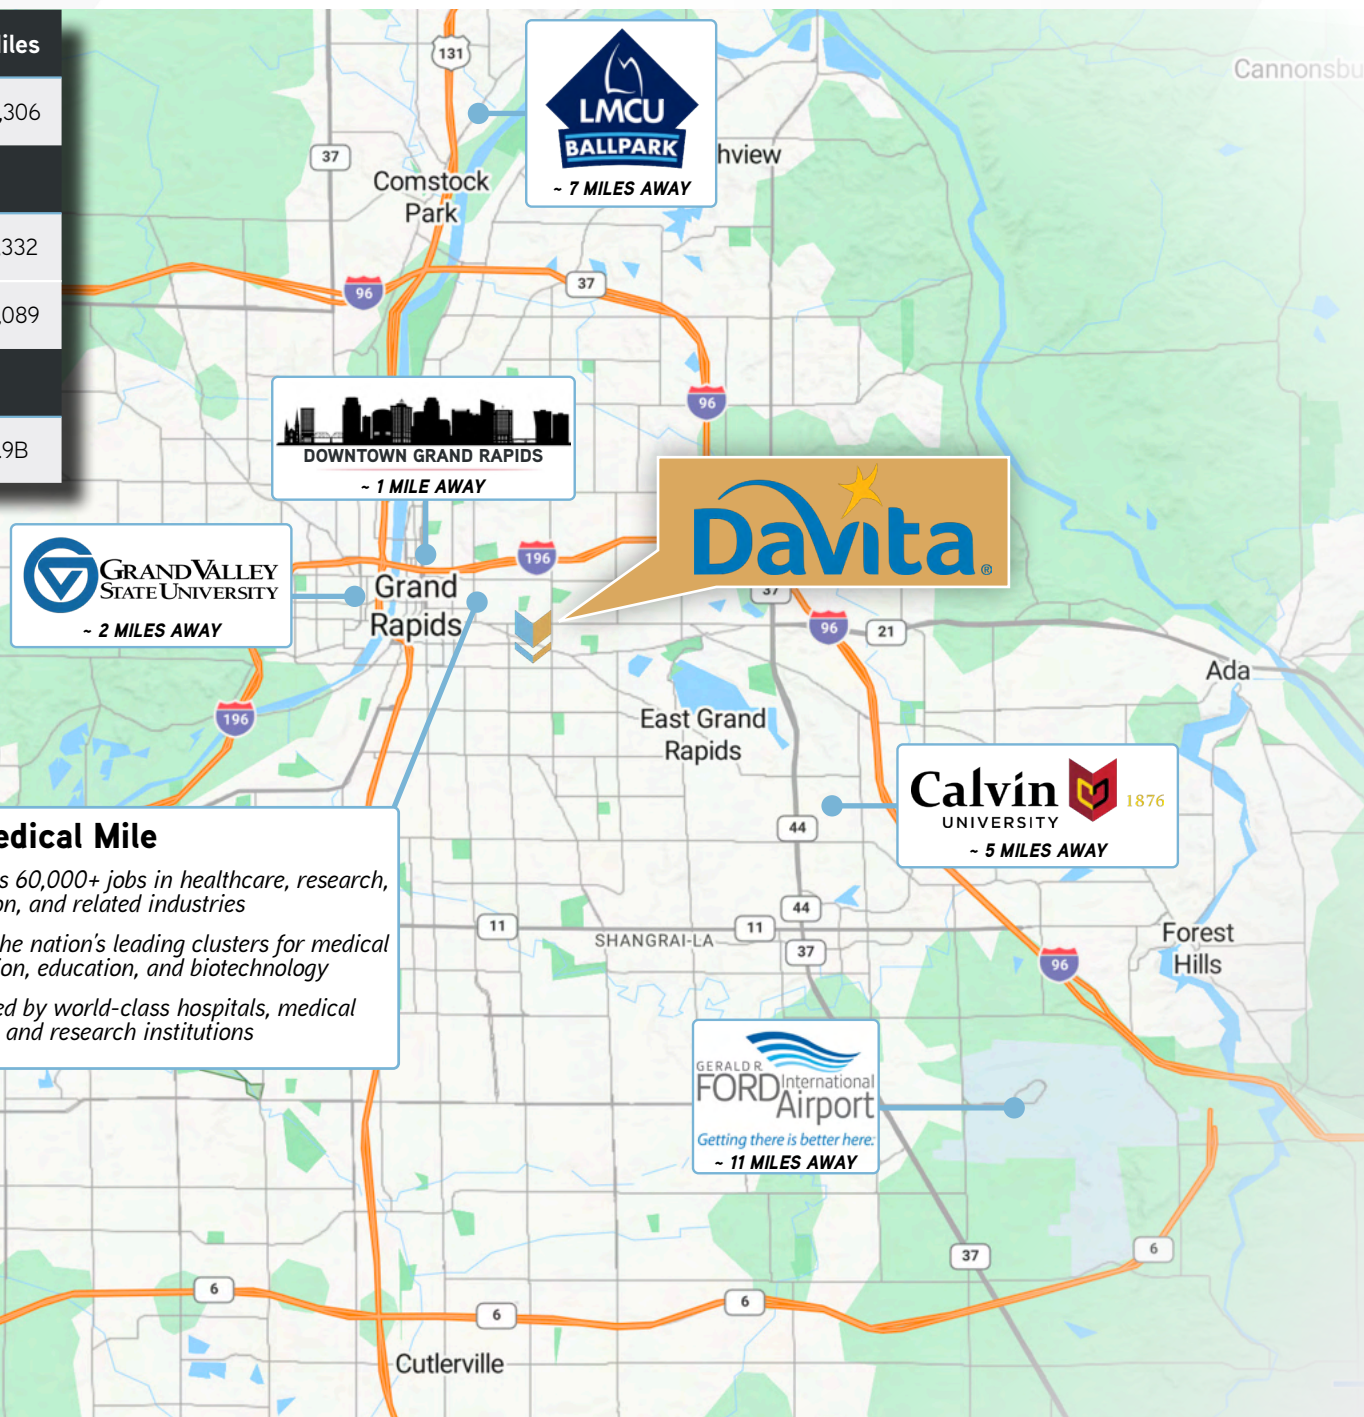 Miles
,306
332
,089
.9B
131
LMCU
BALLPARK
~ 7 MILES AWAY
Cannonsbu
hview
37
Comstock
Park
96
37
96
DOWNTOWN GRAND RAPIDS
~ 1 MILE AWAY
DaVita®
196
GRAND VALLEY
STATE UNIVERSITY
~ 2 MILES AWAY
Grand
Rapids
37
96
21
Ada
196
East Grand
Rapids
Calvin
UNIVERSITY
1876
~ 5 MILES AWAY
44
edical Mile
s 60,000+ jobs in healthcare, research,
on, and related industries
he nation's leading clusters for medical
ion, education, and biotechnology
ed by world-class hospitals, medical
and research institutions
44
11
SHANGRAI-LA
11
37
Forest
Hills
96
GERALD R.
FORD International
Airport
Getting there is better here:
~ 11 MILES AWAY
37
6
6
6
6
Cutlerville